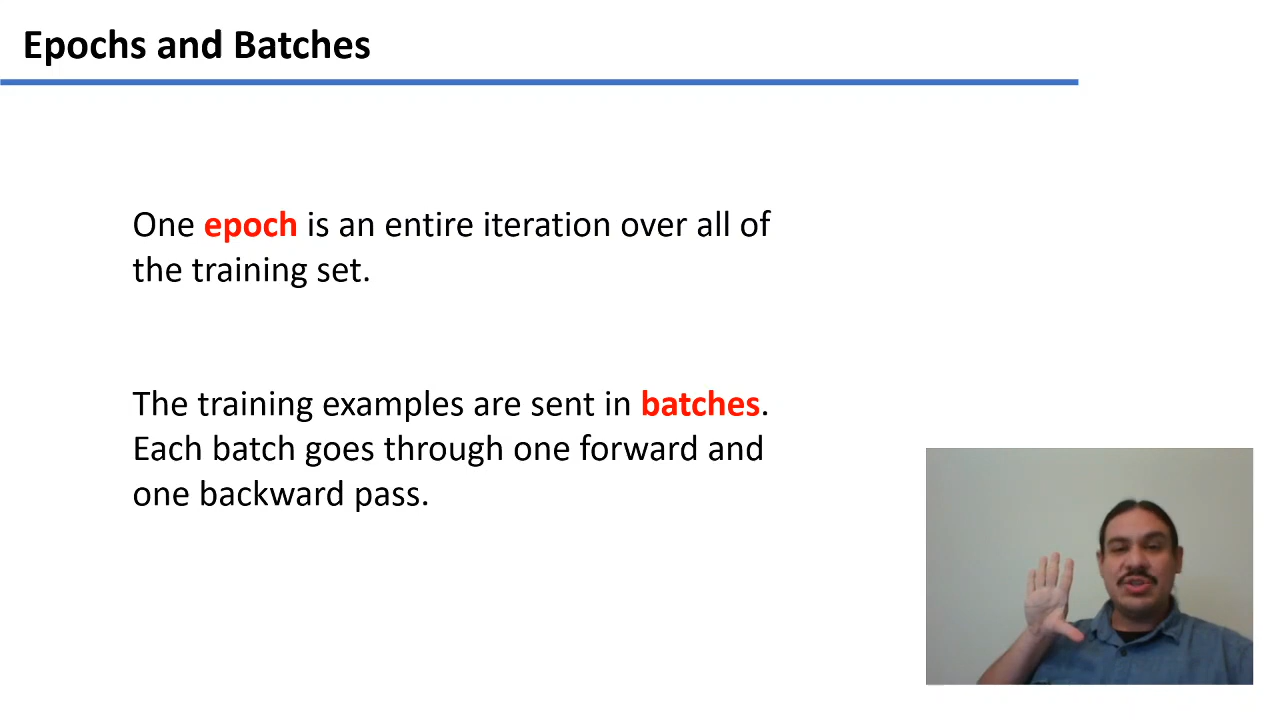 Epochs and Batches
One epoch is an entire iteration over all of
the training set.
The training examples are sent in batches.
Each batch goes through one forward and
one backward pass.